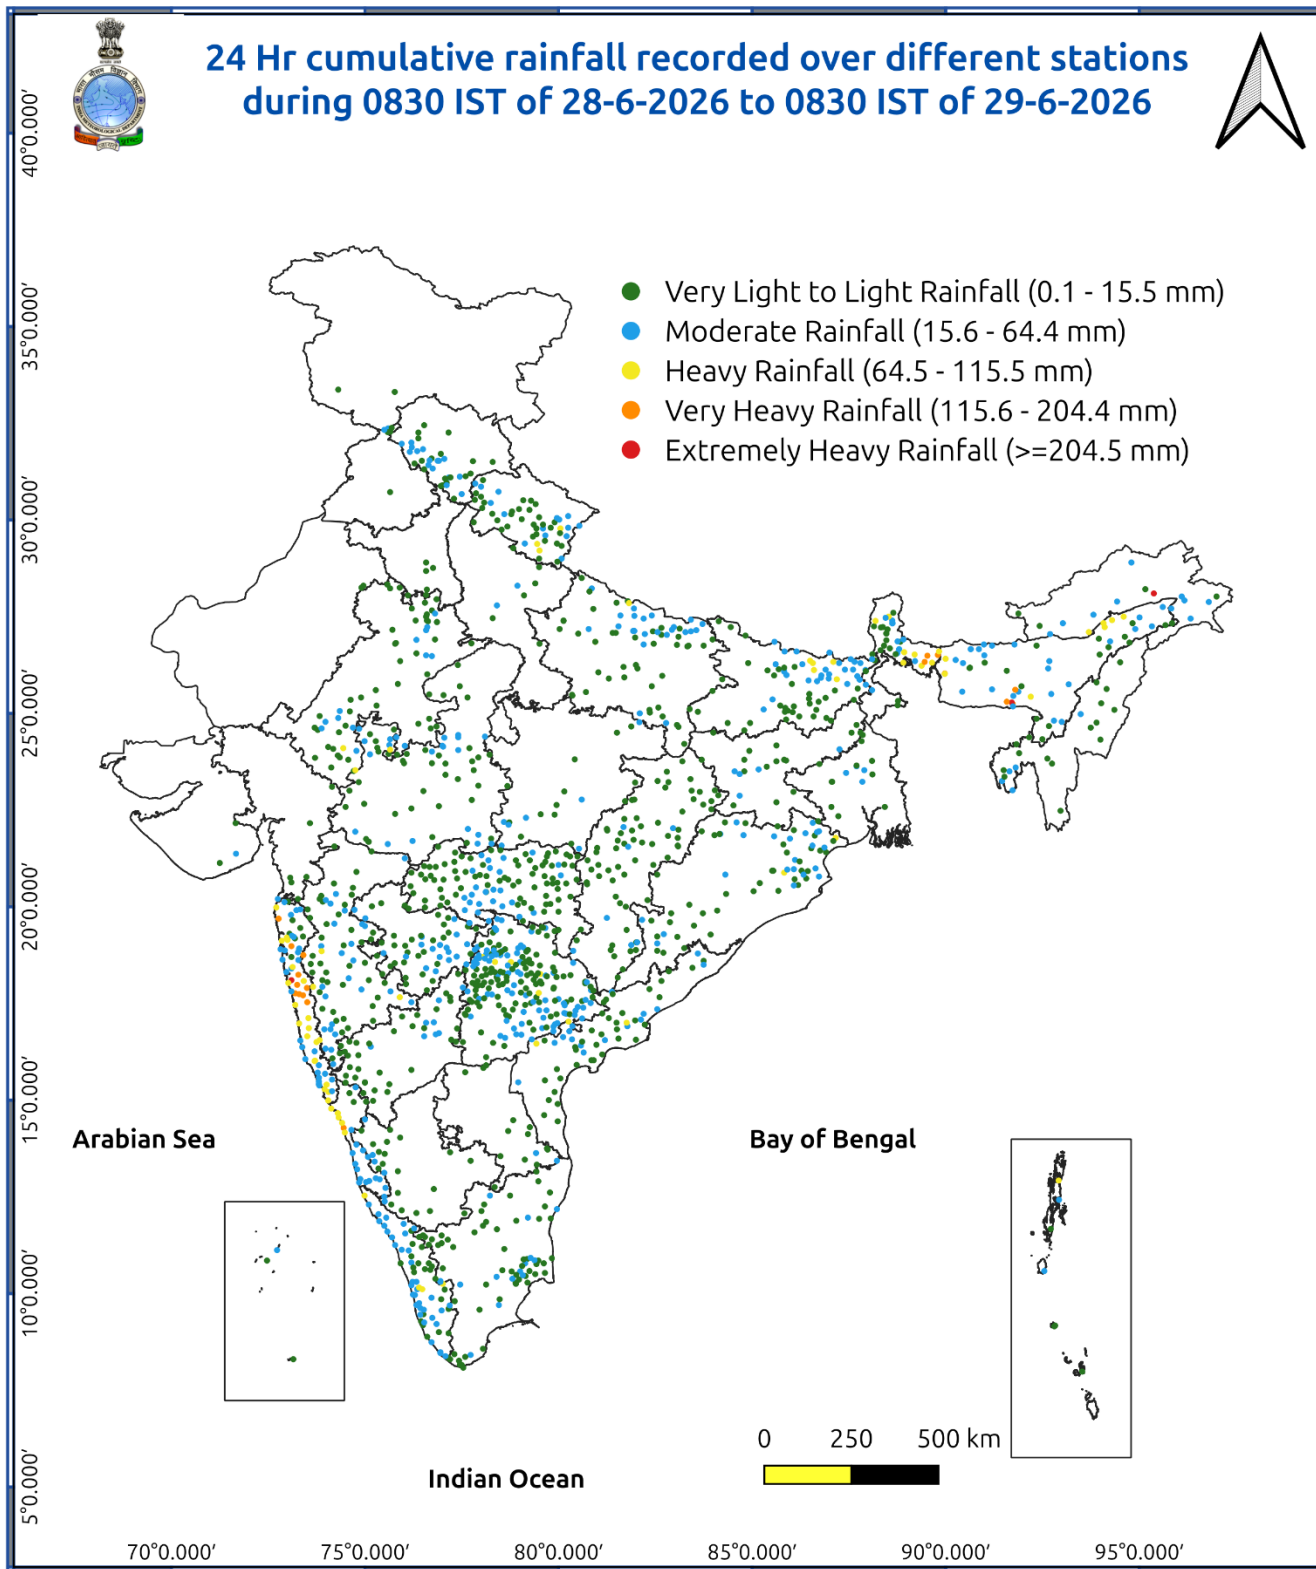 24 Hr cumulative rainfall recorded over different stations
during 0830 IST of 28-6-2026 to 0830 IST of 29-6-2026
Very Light to Light Rainfall (0.1 - 15.5 mm)
Moderate Rainfall (15.6 - 64.4 mm)
Heavy Rainfall (64.5 - 115.5 mm)
Very Heavy Rainfall (115.6 - 204.4 mm)
Extremely Heavy Rainfall (>=204.5 mm)
40°0.000′
35°0.000′
30°0.000′
25°0.000′
20°0.000′
15°0.000′
10°0.000′
5°0.000′
Arabian Sea
Bay of Bengal
Indian Ocean
0 250 500 km
70°0.000′ 75°0.000′ 80°0.000′ 85°0.000′ 90°0.000′ 95°0.000′